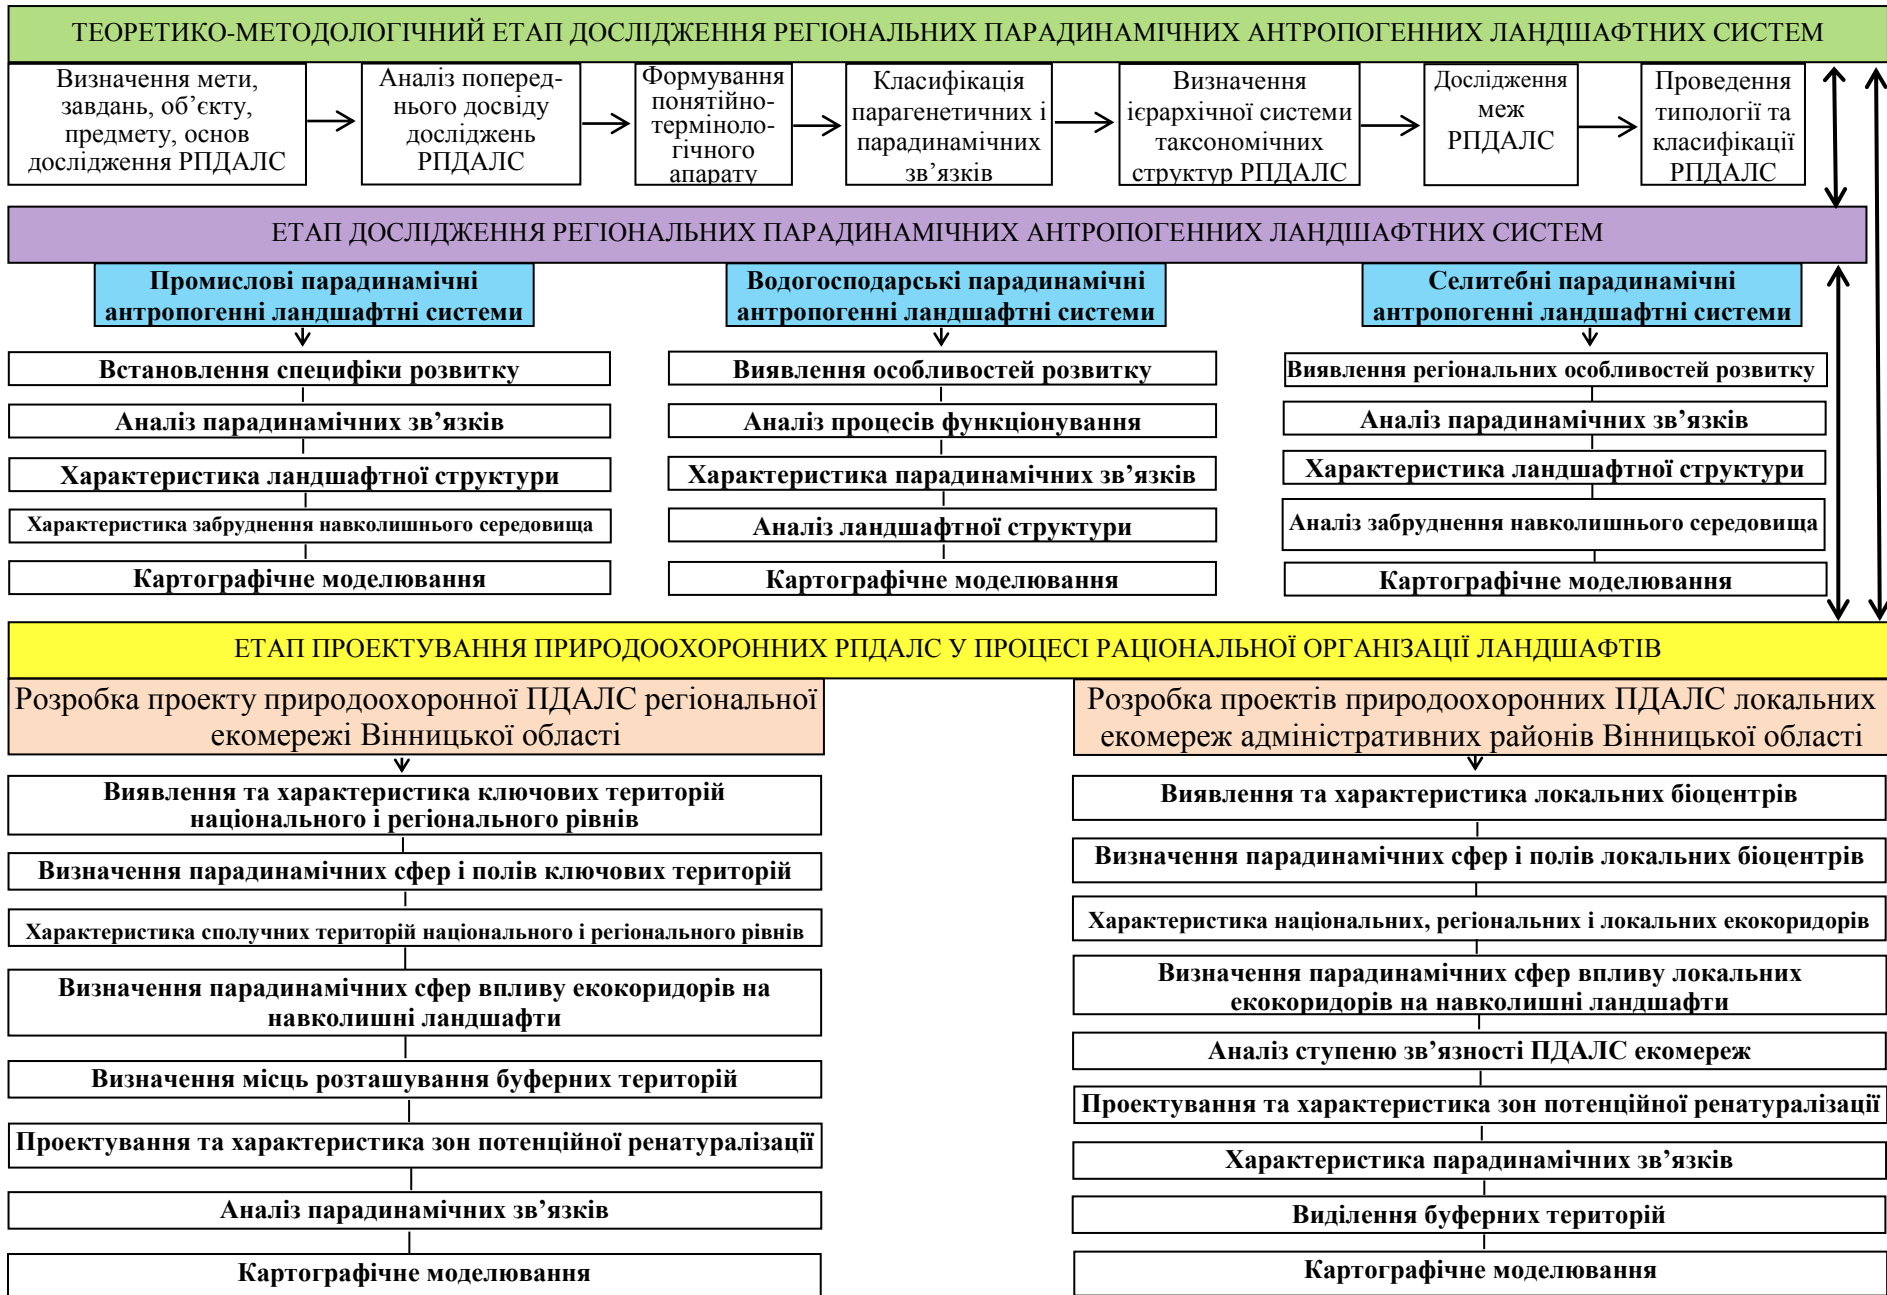 ТЕОРЕТИКО-МЕТОДОЛОГІЧНИЙ ЕТАП ДОСЛІДЖЕННЯ РЕГІОНАЛЬНИХ ПАРАДИНАМІЧНИХ АНТРОПОГЕННИХ ЛАНДШАФТНИХ СИСТЕМ
Визначення мети,
завдань, об’єкту,
предмету, основ
дослідження РПДАЛС
Аналіз поперед-
нього досвіду
досліджень
РПДАЛС
Формування
понятійно-
терміноло-
гічного
апарату
Класифікація
парагенетичних і
парадинамічних
зв’язків
Визначення
ієрархічної системи
таксономічних
структур РПДАЛС
Дослідження
меж
РПДАЛС
Проведення
типології та
класифікації
РПДАЛС
ЕТАП ДОСЛІДЖЕННЯ РЕГІОНАЛЬНИХ ПАРАДИНАМІЧНИХ АНТРОПОГЕННИХ ЛАНДШАФТНИХ СИСТЕМ
Промислові парадинамічні
антропогенні ландшафтні системи
Встановлення специфіки розвитку
Аналіз парадинамічних зв’язків
Характеристика ландшафтної структури
Характеристика забруднення навколишнього середовища
Картографічне моделювання
Водогосподарські парадинамічні
антропогенні ландшафтні системи
Виявлення особливостей розвитку
Аналіз процесів функціонування
Характеристика парадинамічних зв’язків
Аналіз ландшафтної структури
Картографічне моделювання
Селитебні парадинамічні
антропогенні ландшафтні системи
Виявлення регіональних особливостей розвитку
Аналіз парадинамічних зв’язків
Характеристика ландшафтної структури
Аналіз забруднення навколишнього середовища
Картографічне моделювання
ЕТАП ПРОЕКТУВАННЯ ПРИРОДООХОРОННИХ РПДАЛС У ПРОЦЕСІ РАЦІОНАЛЬНОЇ ОРГАНІЗАЦІЇ ЛАНДШАФТІВ
Розробка проекту природоохоронної ПДАЛС регіональної
екомережі Вінницької області
Виявлення та характеристика ключових територій
національного і регіонального рівнів
Визначення парадинамічних сфер і полів ключових територій
Характеристика сполучних територій національного і регіонального рівнів
Визначення парадинамічних сфер впливу екокоридорів на
навколишні ландшафти
Визначення місць розташування буферних територій
Проектування та характеристика зон потенційної ренатуралізації
Аналіз парадинамічних зв’язків
Картографічне моделювання
Розробка проектів природоохоронних ПДАЛС локальних
екомереж адміністративних районів Вінницької області
Виявлення та характеристика локальних біоцентрів
Визначення парадинамічних сфер і полів локальних біоцентрів
Характеристика національних, регіональних і локальних екокоридорів
Визначення парадинамічних сфер впливу локальних
екокоридорів на навколишні ландшафти
Аналіз ступеню зв’язності ПДАЛС екомереж
Проектування та характеристика зон потенційної ренатуралізації
Характеристика парадинамічних зв’язків
Виділення буферних територій
Картографічне моделювання